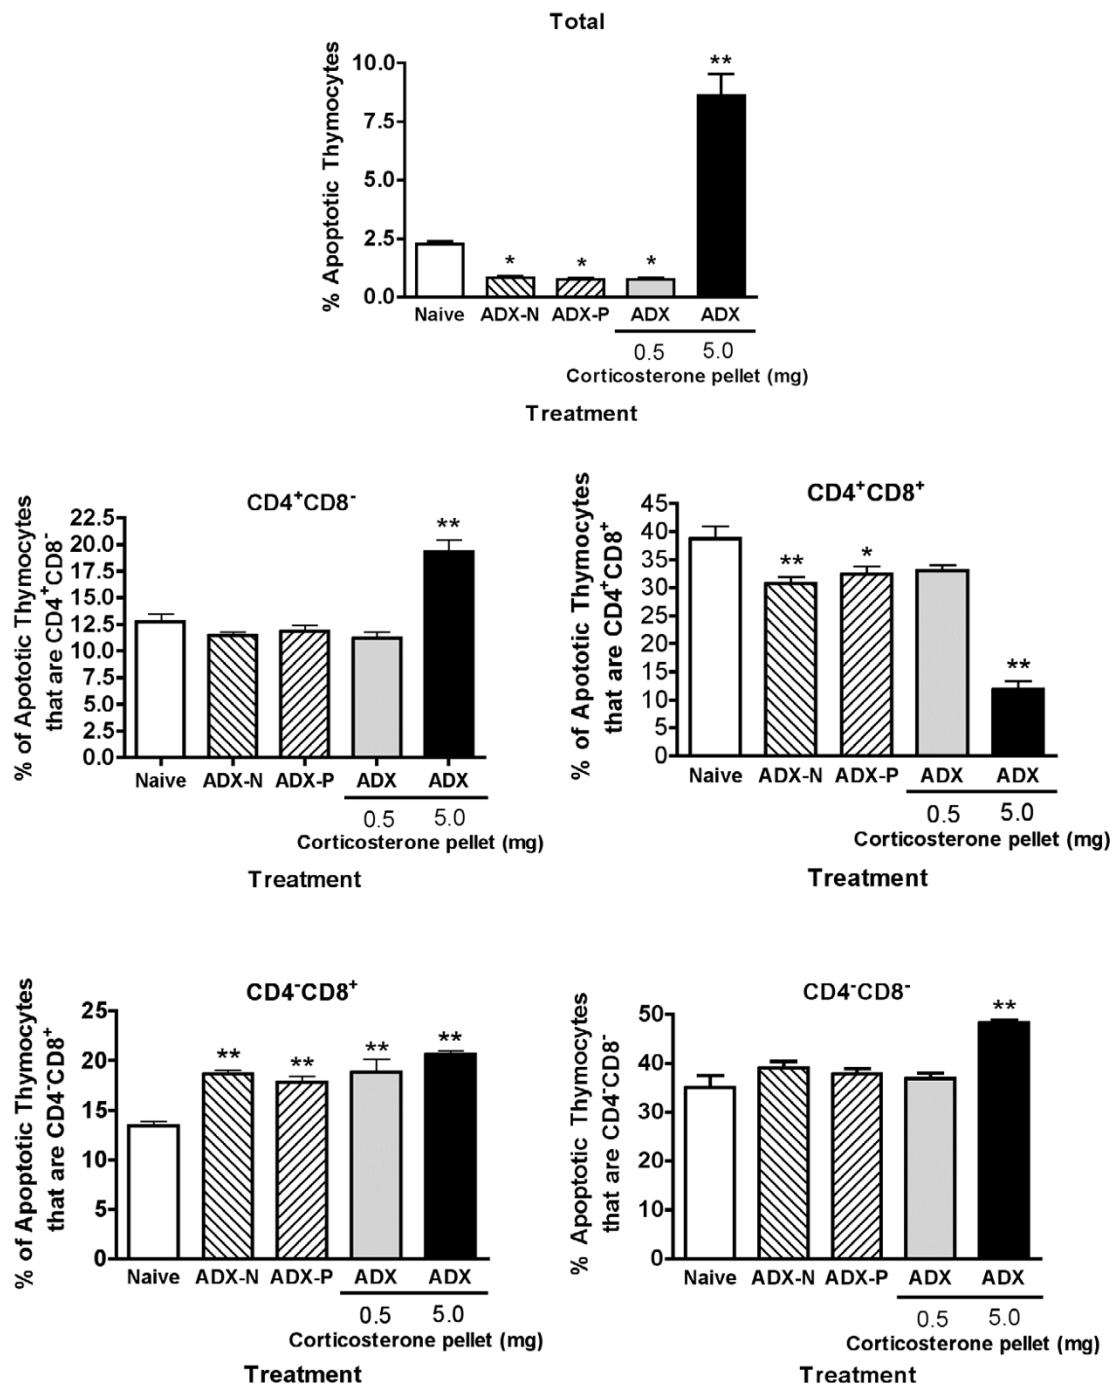 Total
% Apoptotic Thymocytes
10.0
7.5
5.0
2.5
0.0
*
*
*
**
Naive ADX-N ADX-P ADX ADX
0.5 5.0
Corticosterone pellet (mg)
Treatment
CD4⁺CD8⁻
% of Apototic Thymocytes
that are CD4⁺CD8⁻
22.5
20.0
17.5
15.0
12.5
10.0
7.5
5.0
2.5
0.0
**
Naive ADX-N ADX-P ADX ADX
0.5 5.0
Corticosterone pellet (mg)
Treatment
CD4⁺CD8⁺
% of Apototic Thymocytes
that are CD4⁺CD8⁺
45
40
35
30
25
20
15
10
5
0
**
*
**
Naive ADX-N ADX-P ADX ADX
0.5 5.0
Corticosterone pellet (mg)
Treatment
CD4⁻CD8⁺
% of Apoptotic Thymocytes
that are CD4⁻CD8⁺
25
20
15
10
5
0
**
**
**
**
Naive ADX-N ADX-P ADX ADX
0.5 5.0
Corticosterone pellet (mg)
Treatment
CD4⁻CD8⁻
% Apoptotic Thymocytes
that are CD4⁻CD8⁻
50
40
30
20
10
0
**
Naive ADX-N ADX-P ADX ADX
0.5 5.0
Corticosterone pellet (mg)
Treatment